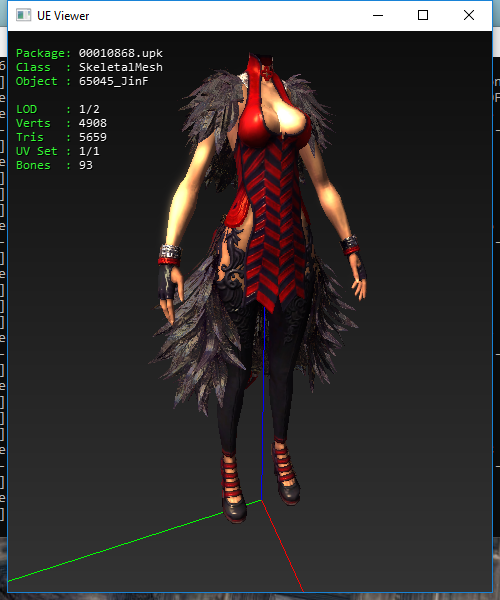 UE Viewer
Package: 00010868.upk
Class  : SkeletalMesh
Object : 65045_JinF
LOD    : 1/2
Verts  : 4908
Tris   : 5659
UV Set : 1/1
Bones  : 93